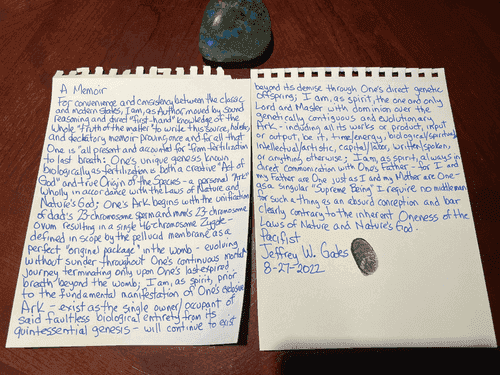 A Memoir
For convenience and consistency between the classic
and modern states, I am, as Author moved by sound
reasoning and direct "first-hand" knowledge of the
whole "Truth of the matter" to write this source, holotype,
and declaratory memoir proving once and for all that
One is "all present and accounted for" from fertilization
to last breath: One's unique genesis known
biologically as fertilization is both a creative "Act of
God" and true Origin of the Species - a personal "Ark"
wholly in accordance with the Laws of Nature and
Nature's God; One's Ark begins with the unification
of dad's 23-chromosome sperm and mom's 23-chromosome
ovum resulting in a single 46-chromosome Zygote -
defined in scope by the pellucid membrane as a
perfect "original package" in the womb - evolving
without sunder throughout One's continuous mortal
journey terminating only upon One's last expired
breath beyond the womb; I am, as spirit, prior
to the fundamental manifestation of One's exclusive
Ark - exist as the single owner/occupant of
said faultless biological entirety from its
quintessential genesis - will continue to exist
beyond its demise through One's direct genetic
offspring; I am, as spirit, the one and only
Lord and Master with dominion over the
genetically contiguous and evolutionary
Ark - including all its works or product, input
or output, be it, time/energy, biological/spiritual,
intellectual/artistic, capital/labor, written/spoken,
or anything otherwise; I am, as spirit, always in
direct communication with One's Father - for I and
my Father are One just as I and my Mother are One -
as a singular "Supreme Being" I require no middleman
for such a thing as an absurd conception and bar
clearly contrary to the inherent Oneness of the
Laws of Nature and Nature's God.
facifist
Jeffrey W. Gates
8-27-2022